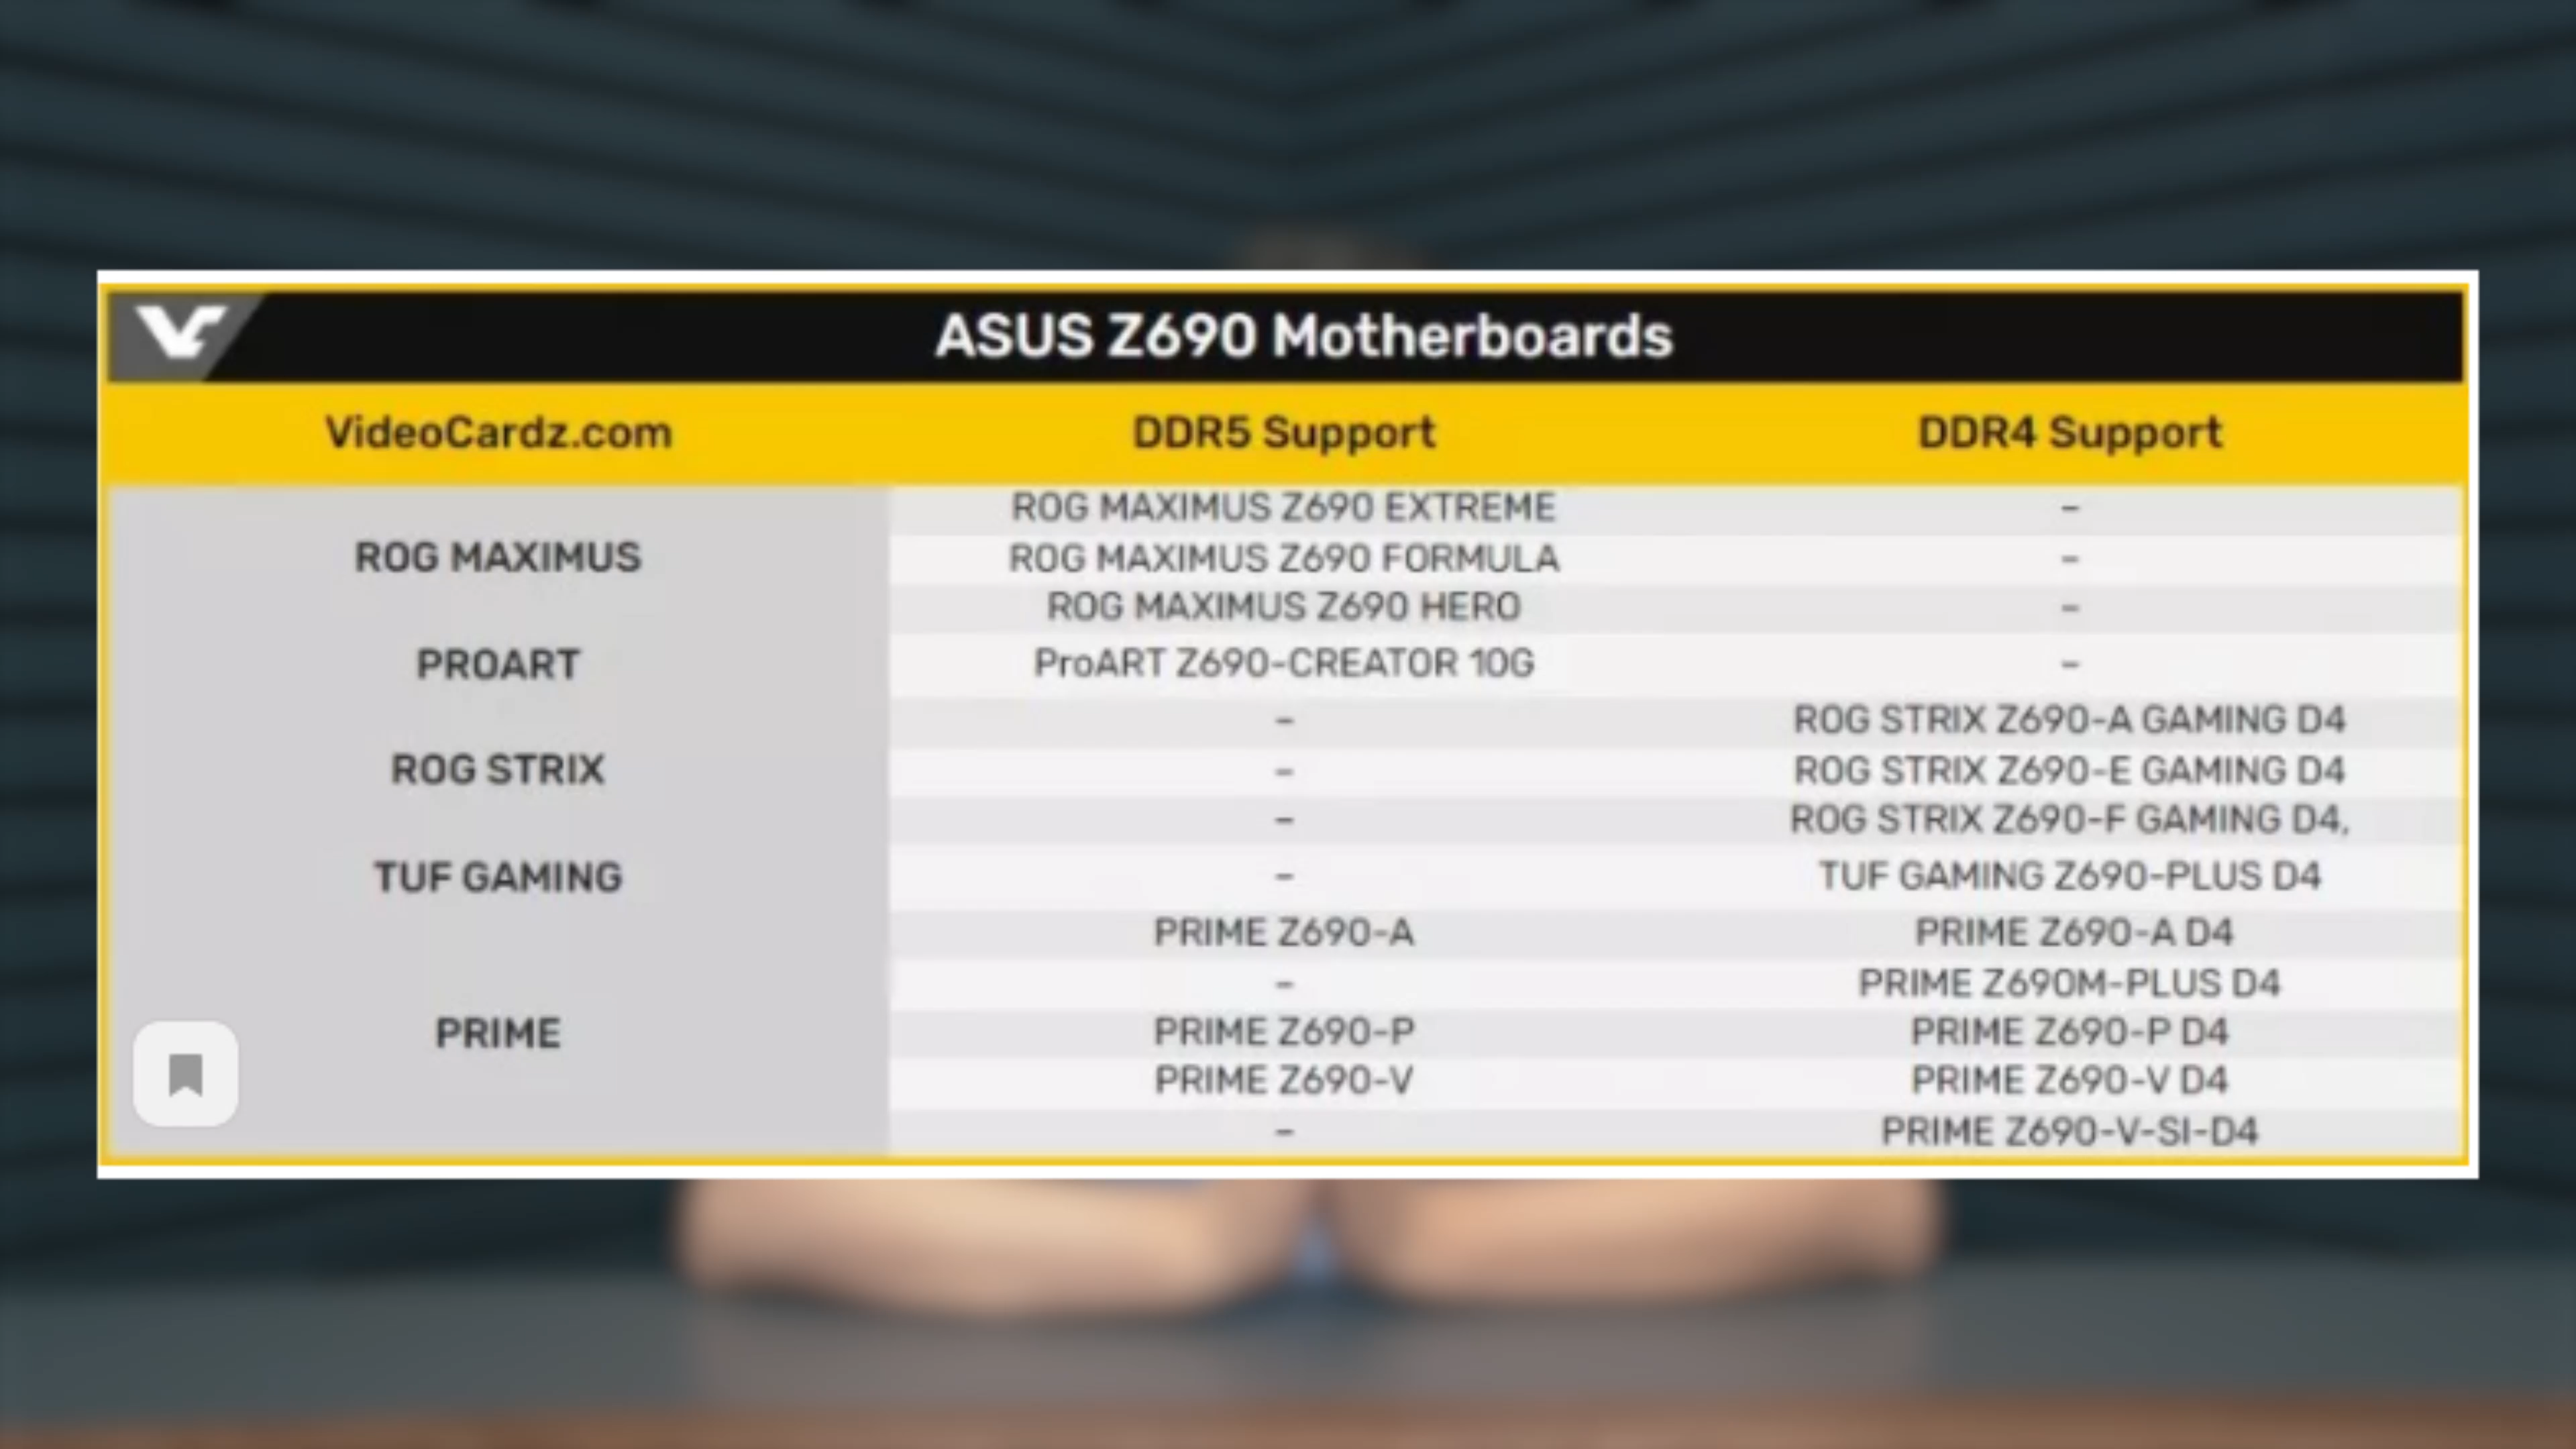 ASUS Z690 Motherboards
VideoCardz.com DDR5 Support DDR4 Support
ROG MAXIMUS
ROG MAXIMUS Z690 EXTREME -
ROG MAXIMUS Z690 FORMULA -
ROG MAXIMUS Z690 HERO -
PROART ProART Z690-CREATOR 10G -
ROG STRIX
- ROG STRIX Z690-A GAMING D4
- ROG STRIX Z690-E GAMING D4
- ROG STRIX Z690-F GAMING D4,
TUF GAMING - TUF GAMING Z690-PLUS D4
PRIME
PRIME Z690-A PRIME Z690-A D4
- PRIME Z690M-PLUS D4
PRIME Z690-P PRIME Z690-P D4
PRIME Z690-V PRIME Z690-V D4
- PRIME Z690-V-SI-D4